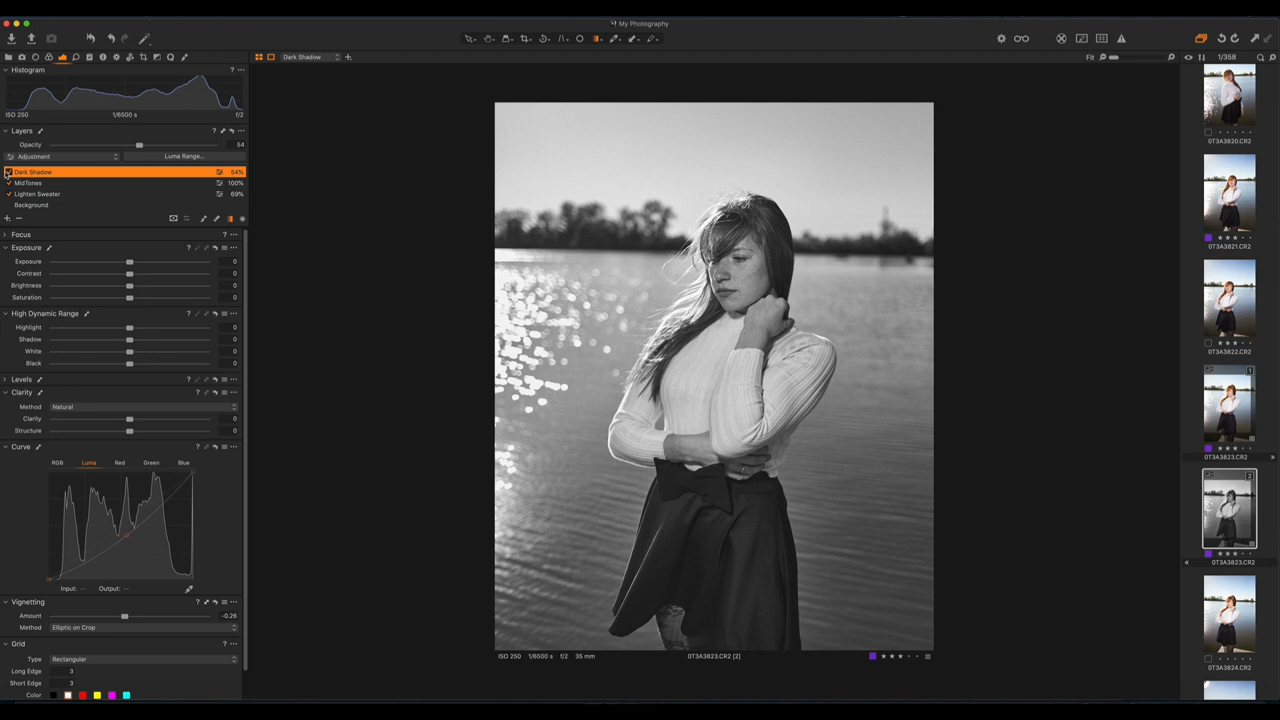 My Photography
Histogram ? ...
Dark Shadow
Fit
1/358
ISO 250 1/6500 s f/2
Layers ? ...
Opacity 54
Adjustment Luma Range...
Dark Shadow 54%
MidTones 100%
Lighten Sweater 69%
Background
Focus ? ...
Exposure ? ...
Exposure 0
Contrast 0
Brightness 0
Saturation 0
High Dynamic Range ? ...
Highlight 0
Shadow 0
White 0
Black 0
Levels ? ...
Clarity ? ...
Method Natural
Clarity 0
Structure 0
Curve ? ...
RGB Luma Red Green Blue
Input: -- Output: --
Vignetting ? ...
Amount -0.26
Method Elliptic on Crop
Grid ? ...
Type Rectangular
Long Edge 3
Short Edge 3
Color
ISO 250 1/6500 s f/2 35 mm
0T3A3823.CR2 [2]
0T3A3820.CR2
0T3A3821.CR2
0T3A3822.CR2
1
0T3A3823.CR2
2
0T3A3823.CR2
0T3A3824.CR2